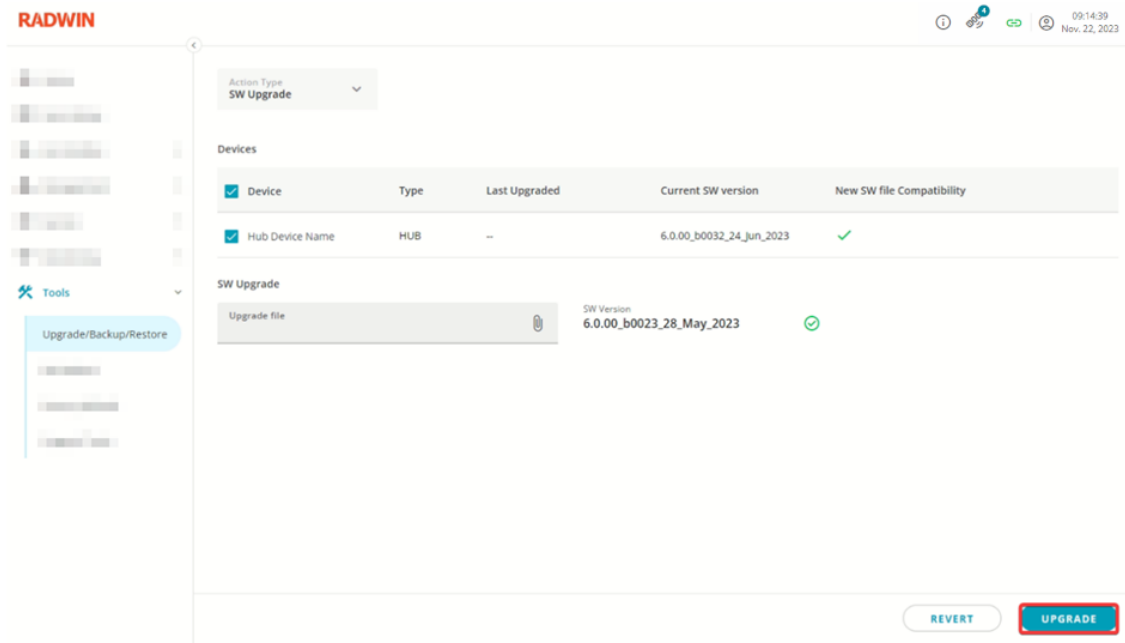 RADWIN
4
09:14:39
Nov. 22, 2023
Action Type
SW Upgrade
Devices
Device Type Last Upgraded Current SW version New SW file Compatibility
Hub Device Name HUB -- 6.0.00_b0032_24_Jun_2023
Tools
Upgrade/Backup/Restore
SW Upgrade
Upgrade file
SW Version
6.0.00_b0023_28_May_2023
REVERT UPGRADE